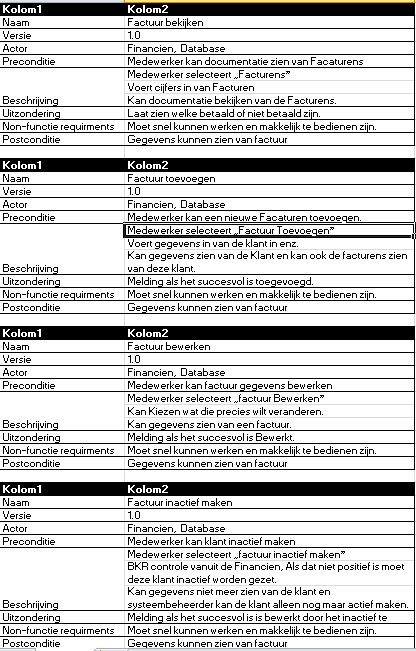 Kolom1 Kolom2
Naam Factuur bekijken
Versie 1.0
Actor Financien, Database
Preconditie Medewerker kan documentatie zien van Facaturens
Medewerker selecteert „Facturens”
Voert cijfers in van Facturen
Beschrijving Kan documentatie bekijken van de Facturens.
Uitzondering Laat zien welke betaald of niet betaald zijn.
Non-functie requirments Moet snel kunnen werken en makkelijk te bedienen zijn.
Postconditie Gegevens kunnen zien van factuur
Kolom1 Kolom2
Naam Factuur toevoegen
Versie 1.0
Actor Financien, Database
Preconditie Medewerker kan een nieuwe Facaturen toevoegen.
Medewerker selecteert „Factuur Toevoegen”
Voert gegevens in van de klant in enz.
Kan gegevens zien van de Klant en kan ook de facturens zien
Beschrijving van deze klant.
Uitzondering Melding als het succesvol is toegevoegd.
Non-functie requirments Moet snel kunnen werken en makkelijk te bedienen zijn.
Postconditie Gegevens kunnen zien van factuur
Kolom1 Kolom2
Naam Factuur bewerken
Versie 1.0
Actor Financien, Database
Preconditie Medewerker kan factuur gegevens bewerken
Medewerker selecteert „factuur Bewerken”
Kan Kiezen wat die precies wilt veranderen.
Beschrijving Kan gegevens zien van een factuur.
Uitzondering Melding als het succesvol is Bewerkt.
Non-functie requirments Moet snel kunnen werken en makkelijk te bedienen zijn.
Postconditie Gegevens kunnen zien van factuur
Kolom1 Kolom2
Naam Factuur inactief maken
Versie 1.0
Actor Financien, Database
Preconditie Medewerker kan klant inactief maken
Medewerker selecteert „factuur inactief maken”
BKR controle vanuit de Financien, Als dat niet positief is moet
deze klant inactief worden gezet.
Kan gegevens niet meer zien van de klant en
Beschrijving systeembeheerder kan de klant alleen nog maar actief maken.
Uitzondering Melding als het succesvol is is bewerkt door het inactief te
Non-functie requirments Moet snel kunnen werken en makkelijk te bedienen zijn.
Postconditie Gegevens kunnen zien van factuur